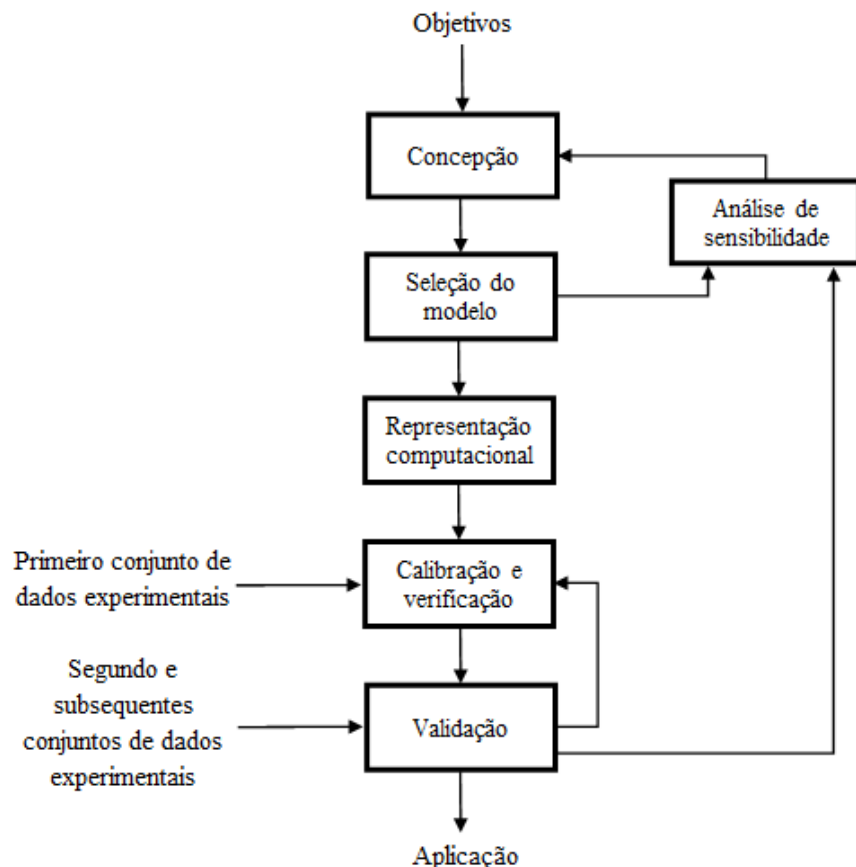 Objetivos
Concepção
Análise de
sensibilidade
Seleção do
modelo
Representação
computacional
Primeiro conjunto de
dados experimentais
Calibração e
verificação
Segundo e
subsequentes
conjuntos de dados
experimentais
Validação
Aplicação